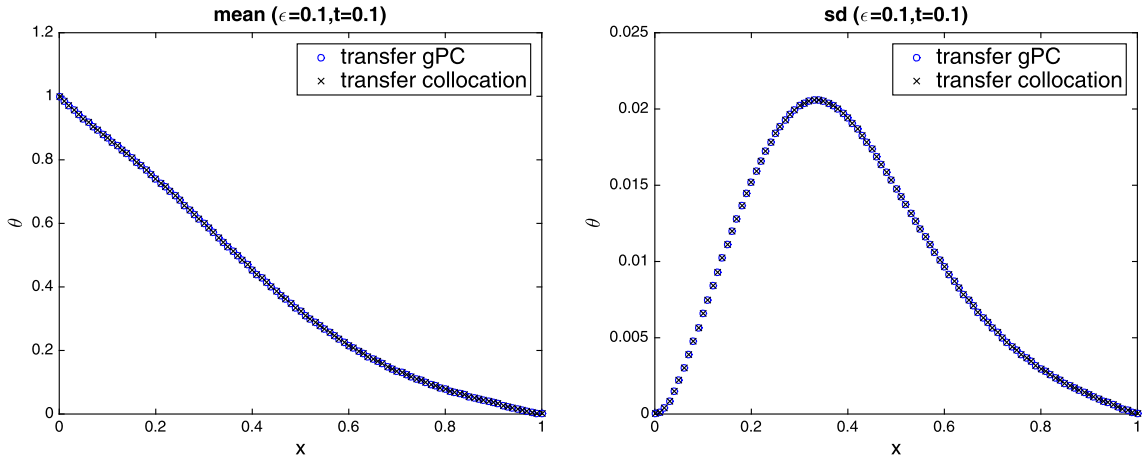 mean (ϵ=0.1,t=0.1)
1.2
1
0.8
0.6
0.4
0.2
0
θ
transfer gPC
transfer collocation
0 0.2 0.4 0.6 0.8 1
x
sd (ϵ=0.1,t=0.1)
0.025
0.02
0.015
0.01
0.005
0
θ
transfer gPC
transfer collocation
0 0.2 0.4 0.6 0.8 1
x